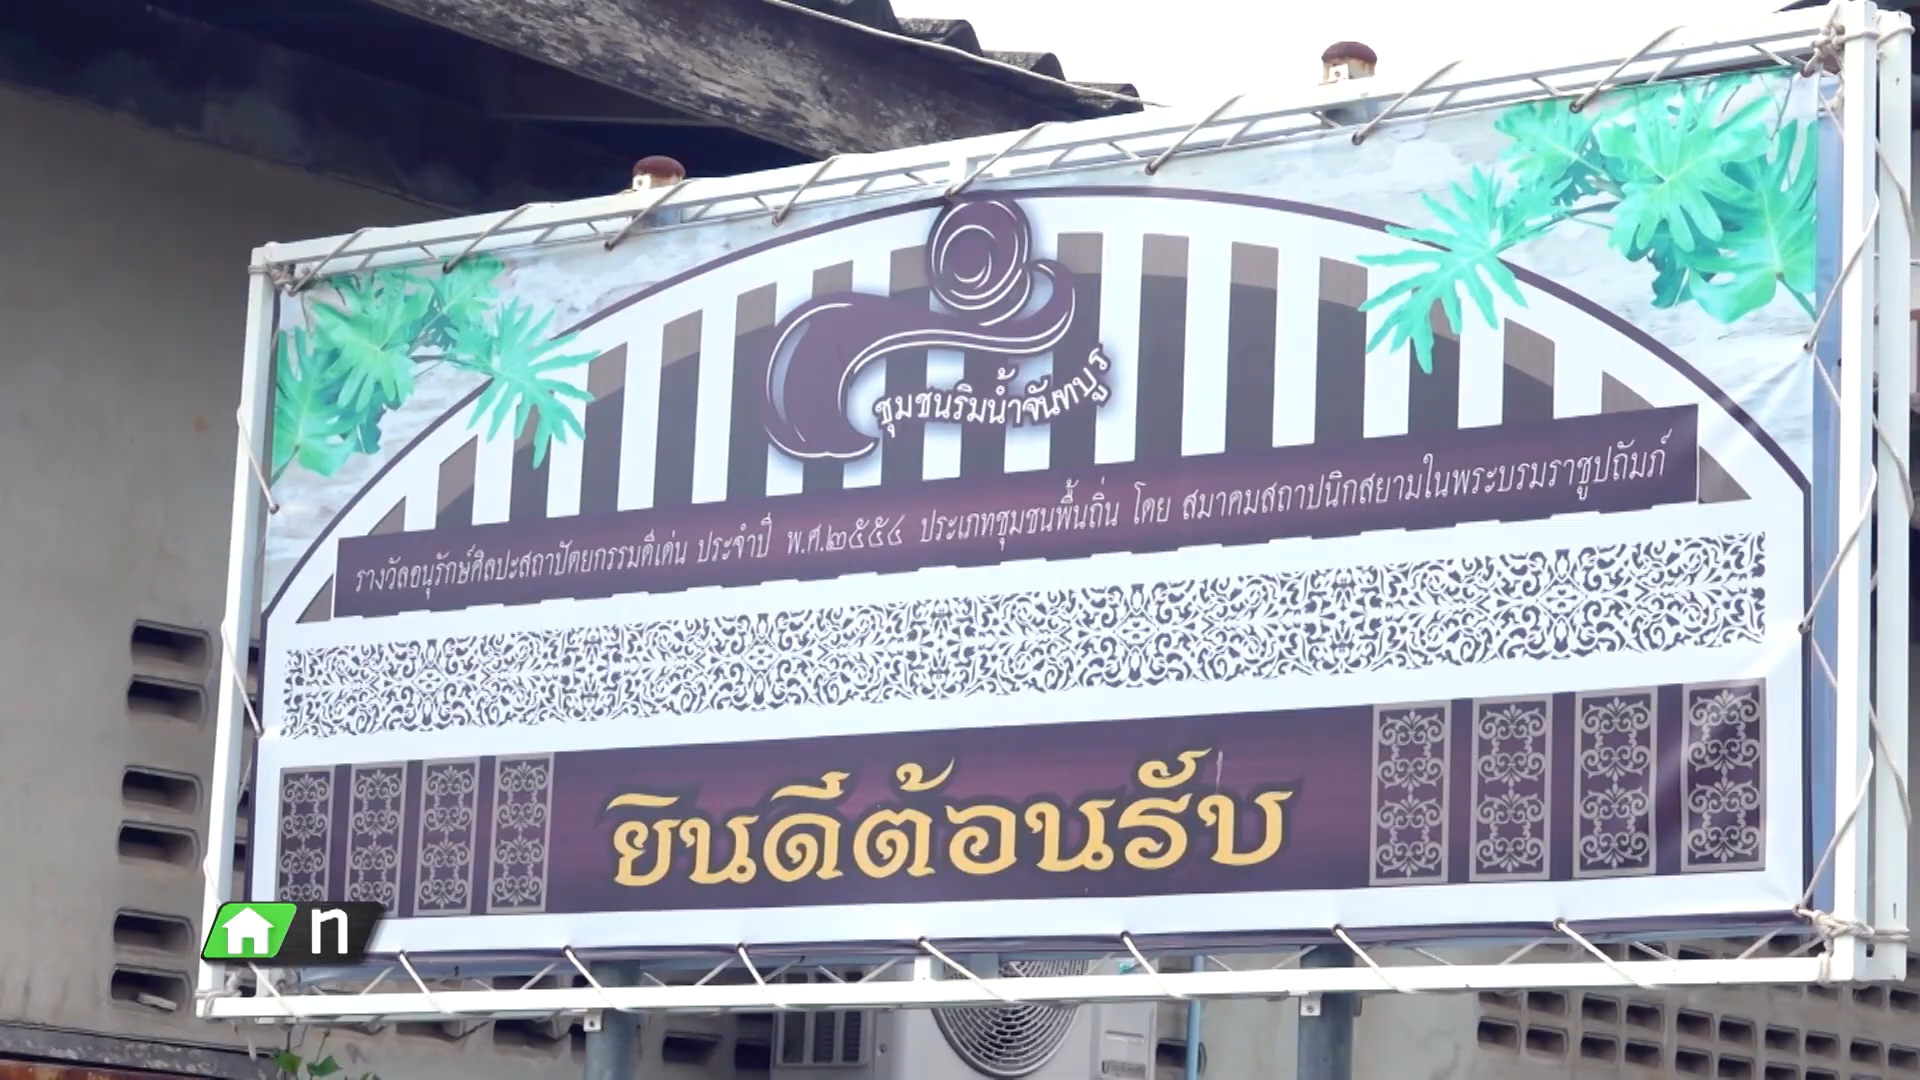 ชุมชนริมน้ำจันทบูร
รางวัลอนุรักษ์ศิลปะสถาปัตยกรรมดีเด่น ประจำปี พ.ศ.๒๕๕๔ ประเภทชุมชนพื้นถิ่น โดย สมาคมสถาปนิกสยามในพระบรมราชูปถัมภ์
ยินดีต้อนรับ
ท